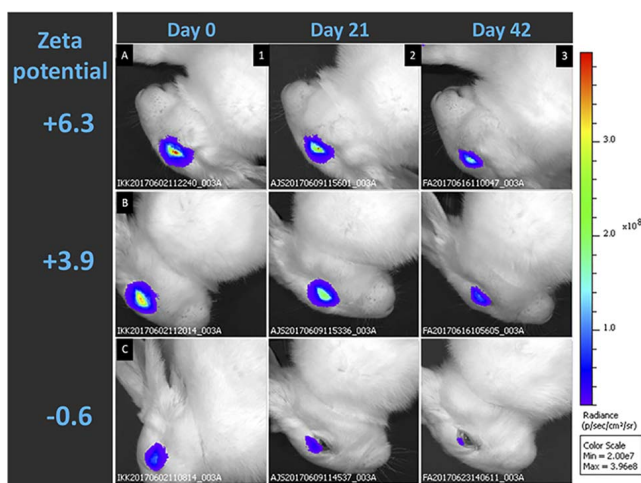 Zeta potential
Day 0
Day 21
Day 42
+6.3
A
1
2
3
IKK20170602112240_003A
AJS20170609115601_003A
FA20170616110047_003A
+3.9
B
IKK20170602112014_003A
AJS20170609115336_003A
FA20170616105605_003A
-0.6
C
IKK20170602110814_003A
AJS20170609114537_003A
FA20170623140611_003A
3.0
x10⁸
2.0
1.0
Radiance
(p/sec/cm²/sr)
Color Scale
Min = 2.00e7
Max = 3.96e8